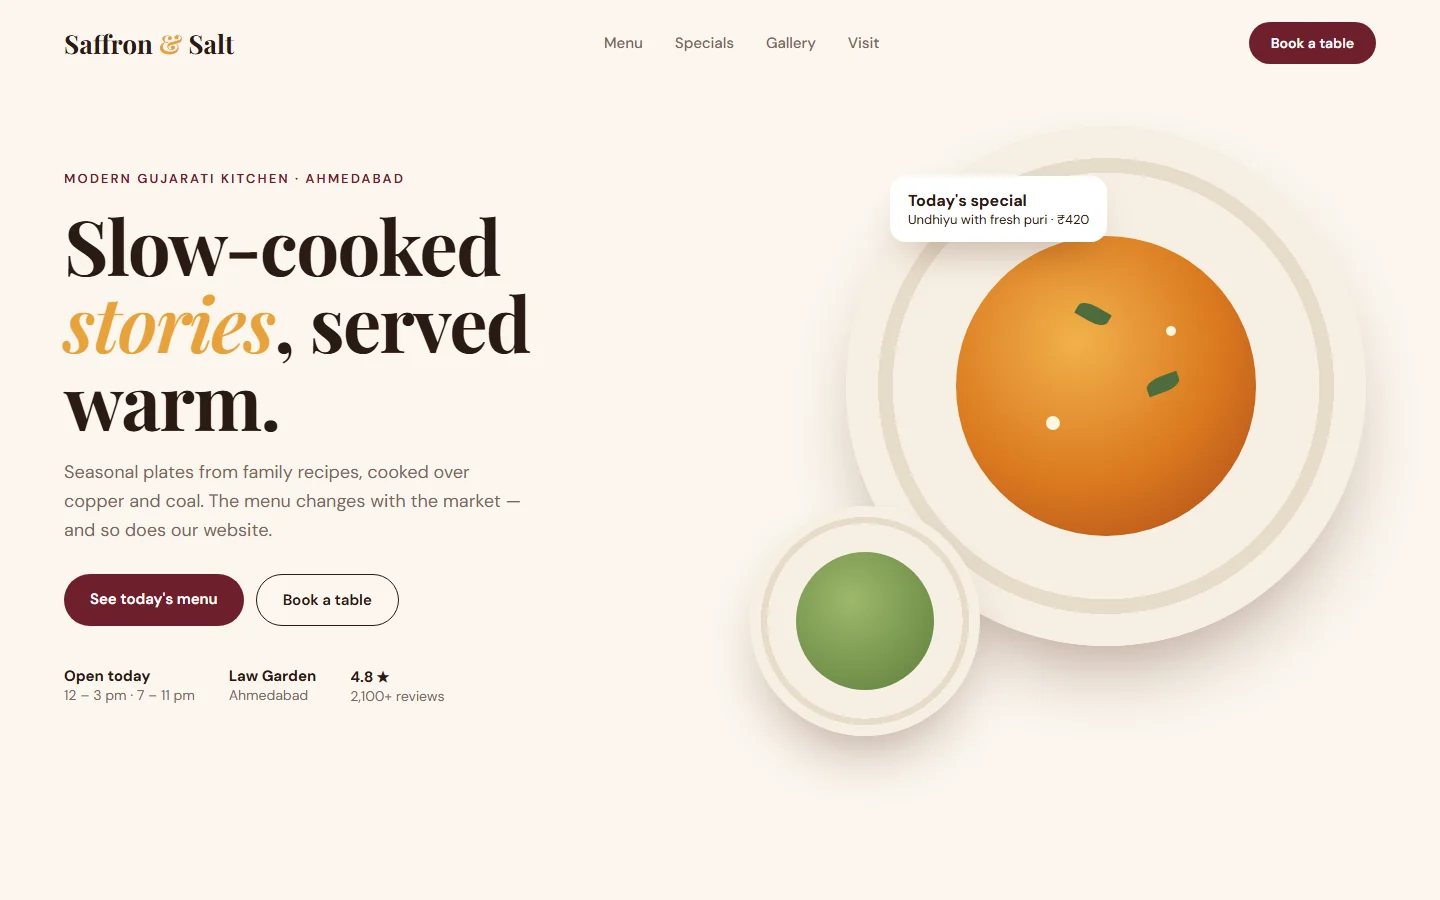 Saffron & Salt
Menu
Specials
Gallery
Visit
Book a table
MODERN GUJARATI KITCHEN · AHMEDABAD
Slow-cooked
stories, served
warm.
Seasonal plates from family recipes, cooked over
copper and coal. The menu changes with the market —
and so does our website.
See today's menu
Book a table
Open today
12 – 3 pm · 7 – 11 pm
Law Garden
Ahmedabad
4.8 ★
2,100+ reviews
Today's special
Undhiyu with fresh puri · ₹420